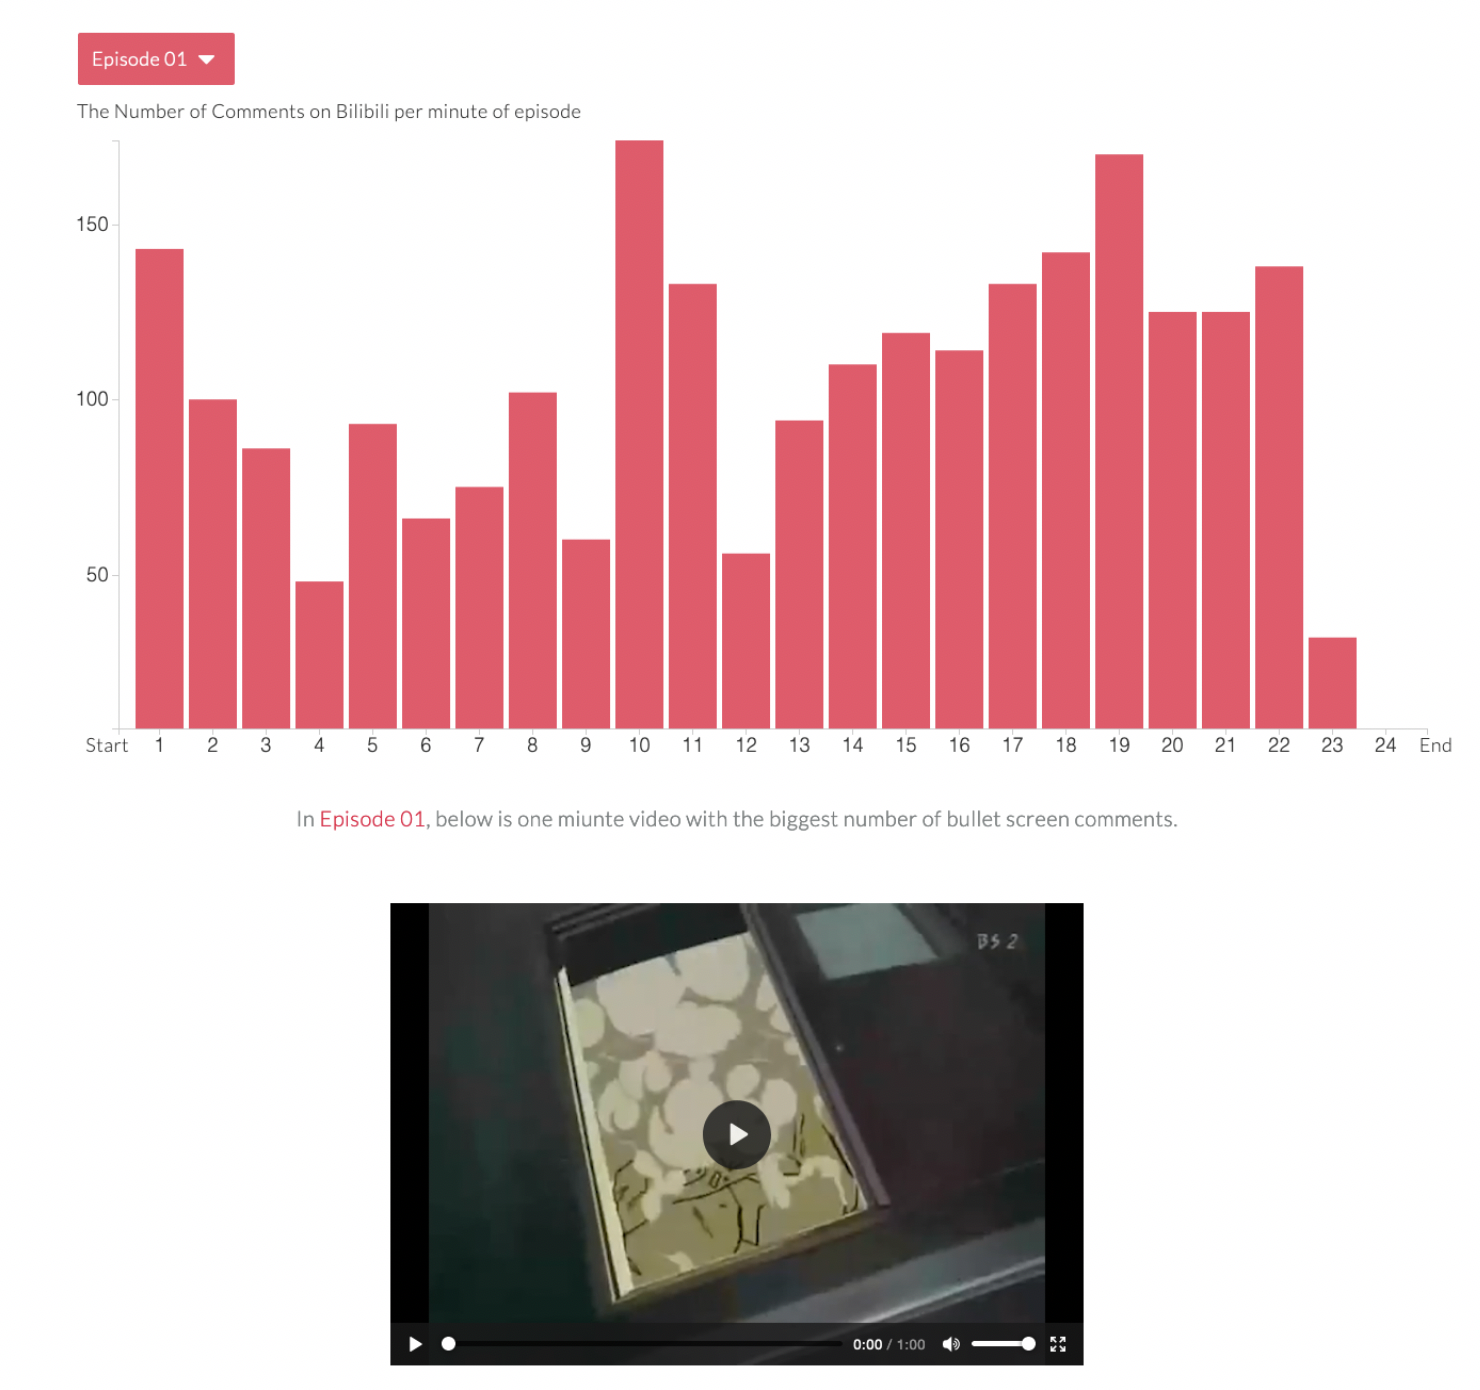 Episode 01
The Number of Comments on Bilibili per minute of episode
150
100
50
Start 1 2 3 4 5 6 7 8 9 10 11 12 13 14 15 16 17 18 19 20 21 22 23 24 End
In Episode 01, below is one miunte video with the biggest number of bullet screen comments.
BS 2
0:00 / 1:00